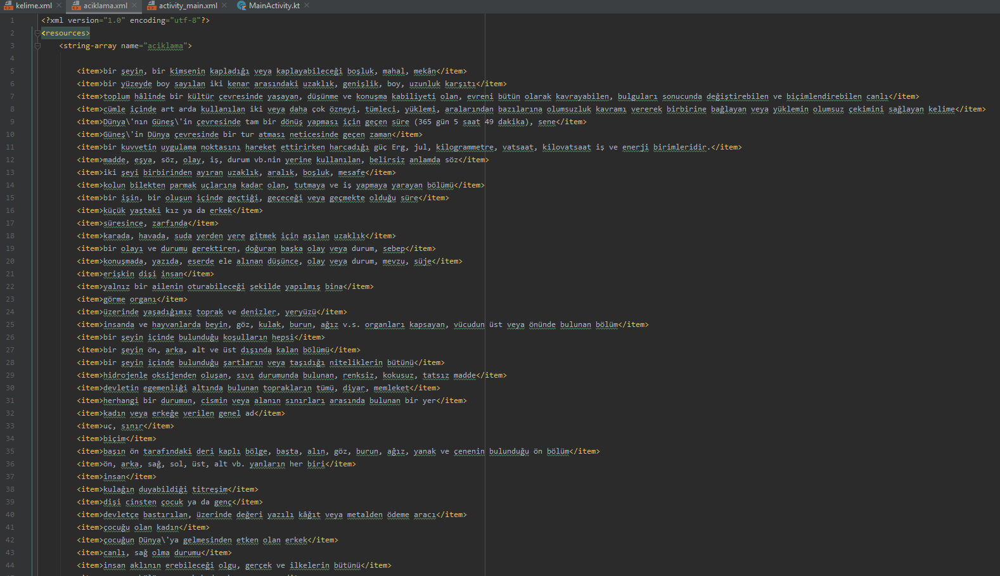 kelime.xml aciklama.xml activity_main.xml MainActivity.kt
1 <?xml version="1.0" encoding="utf-8"?>
2 <resources>
3 <string-array name="aciklama">
4
5 <item>bir şeyin, bir kimsenin kapladığı veya kaplayabileceği boşluk, mahal, mekân</item>
6 <item>bir yüzeyde boy sayılan iki kenar arasındaki uzaklık, genişlik, boy, uzunluk karşıtı</item>
7 <item>toplum hâlinde bir kültür çevresinde yaşayan, düşünme ve konuşma kabiliyeti olan, evreni bütün olarak kavrayabilen, bulguları sonucunda değiştirebilen ve biçimlendirebilen canlı</item>
8 <item>cümle içinde art arda kullanılan iki veya daha çok özneyi, tümleci, yüklemi, aralarından bazılarına olumsuzluk kavramı vererek birbirine bağlayan veya yüklemin olumsuz çekimini sağlayan kelime</item>
9 <item>Dünya\'nın Güneş\'in çevresinde tam bir dönüş yapması için geçen süre (365 gün 5 saat 49 dakika), sene</item>
10 <item>Güneş\'in Dünya çevresinde bir tur atması neticesinde geçen zaman</item>
11 <item>bir kuvvetin uygulama noktasını hareket ettirirken harcadığı güç Erg, jul, kilogrammetre, vatsaat, kilovatsaat iş ve enerji birimleridir.</item>
12 <item>madde, eşya, söz, olay, iş, durum vb.nin yerine kullanılan, belirsiz anlamda söz</item>
13 <item>iki şeyi birbirinden ayıran uzaklık, aralık, boşluk, mesafe</item>
14 <item>kolun bilekten parmak uçlarına kadar olan, tutmaya ve iş yapmaya yarayan bölümü</item>
15 <item>bir işin, bir oluşun içinde geçtiği, geçeceği veya geçmekte olduğu süre</item>
16 <item>küçük yaştaki kız ya da erkek</item>
17 <item>süresince, zarfında</item>
18 <item>karada, havada, suda yerden yere gitmek için aşılan uzaklık</item>
19 <item>bir olayı ve durumu gerektiren, doğuran başka olay veya durum, sebep</item>
20 <item>konuşmada, yazıda, eserde ele alınan düşünce, olay veya durum, mevzu, süje</item>
21 <item>erişkin dişi insan</item>
22 <item>yalnız bir ailenin oturabileceği şekilde yapılmış bina</item>
23 <item>görme organı</item>
24 <item>üzerinde yaşadığımız toprak ve denizler, yeryüzü</item>
25 <item>insanda ve hayvanlarda beyin, göz, kulak, burun, ağız v.s. organları kapsayan, vücudun üst veya önünde bulunan bölüm</item>
26 <item>bir şeyin içinde bulunduğu koşulların hepsi</item>
27 <item>bir şeyin ön, arka, alt ve üst dışında kalan bölümü</item>
28 <item>bir şeyin içinde bulunduğu şartların veya taşıdığı niteliklerin bütünü</item>
29 <item>hidrojenle oksijenden oluşan, sıvı durumunda bulunan, renksiz, kokusuz, tatsız madde</item>
30 <item>devletin egemenliği altında bulunan toprakların tümü, diyar, memleket</item>
31 <item>herhangi bir durumun, cismin veya alanın sınırları arasında bulunan bir yer</item>
32 <item>kadın veya erkeğe verilen genel ad</item>
33 <item>uç, sınır</item>
34 <item>biçim</item>
35 <item>başın ön tarafındaki deri kaplı bölge, başta, alın, göz, burun, ağız, yanak ve çenenin bulunduğu ön bölüm</item>
36 <item>ön, arka, sağ, sol, üst, alt vb. yanların her biri</item>
37 <item>insan</item>
38 <item>kulağın duyabildiği titreşim</item>
39 <item>dişi cinsten çocuk ya da genç</item>
40 <item>devletçe bastırılan, üzerinde değeri yazılı kâğıt veya metalden ödeme aracı</item>
41 <item>çocuğu olan kadın</item>
42 <item>çocuğun Dünya\'ya gelmesinden etken olan erkek</item>
43 <item>canlı, sağ olma durumu</item>
44 <item>insan aklının erebileceği olgu, gerçek ve ilkelerin bütünü</item>